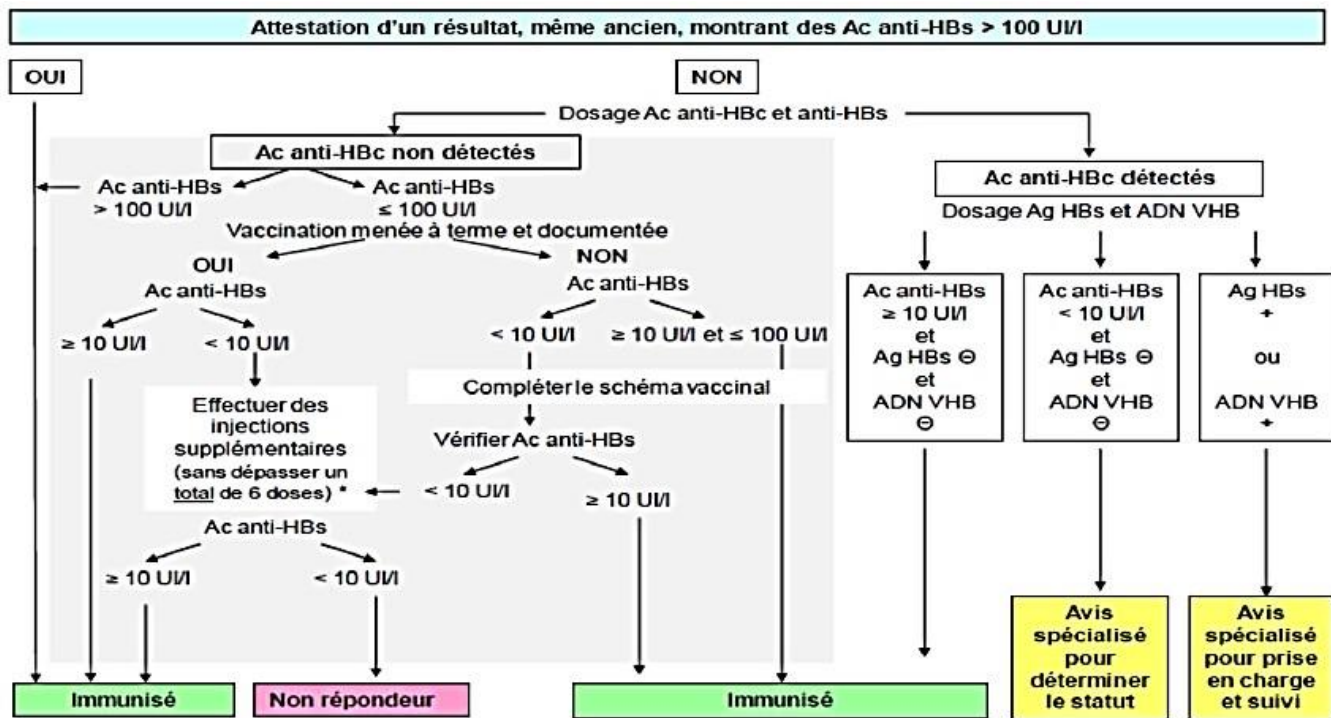 Attestation d'un résultat, même ancien, montrant des Ac anti-HBs > 100 UI/l
OUI
NON
Dosage Ac anti-HBc et anti-HBs
Ac anti-HBc non détectés
Ac anti-HBs
> 100 UI/l
Ac anti-HBs
≤ 100 UI/l
Vaccination menée à terme et documentée
OUI
Ac anti-HBs
≥ 10 UI/l
< 10 UI/l
Effectuer des
injections
supplémentaires
(sans dépasser un
total de 6 doses) *
Ac anti-HBs
≥ 10 UI/l
< 10 UI/l
NON
Ac anti-HBs
< 10 UI/l
≥ 10 UI/l et ≤ 100 UI/l
Compléter le schéma vaccinal
Vérifier Ac anti-HBs
< 10 UI/l
≥ 10 UI/l
Ac anti-HBc détectés
Dosage Ag HBs et ADN VHB
Ac anti-HBs
≥ 10 UI/l
et
Ag HBs ⊖
et
ADN VHB
⊖
Ac anti-HBs
< 10 UI/l
et
Ag HBs ⊖
et
ADN VHB
⊖
Ag HBs
+
ou
ADN VHB
+
Immunisé
Non répondeur
Immunisé
Avis
spécialisé
pour
déterminer
le statut
Avis
spécialisé
pour prise
en charge
et suivi